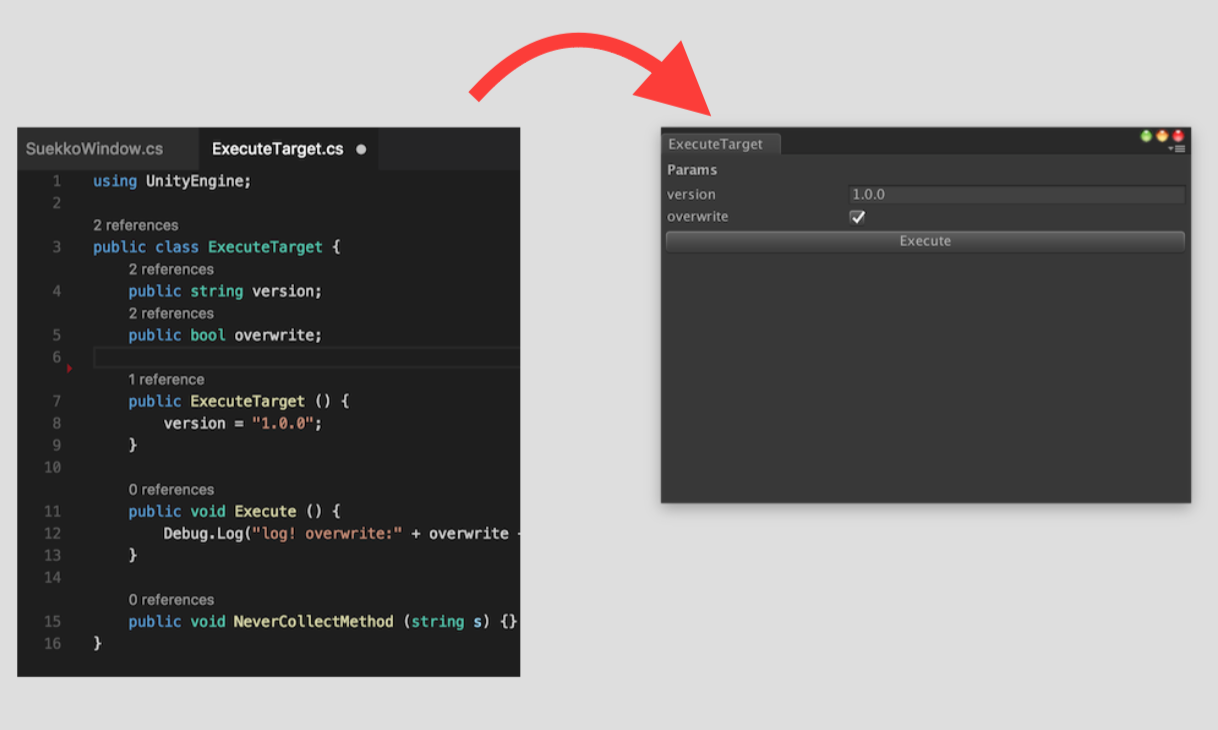 SuekkoWindow.cs ExecuteTarget.cs
1 using UnityEngine;
2
2 references
3 public class ExecuteTarget {
2 references
4 public string version;
2 references
5 public bool overwrite;
6
1 reference
7 public ExecuteTarget () {
8 version = "1.0.0";
9 }
10
0 references
11 public void Execute () {
12 Debug.Log("log! overwrite:" + overwrite
13 }
14
0 references
15 public void NeverCollectMethod (string s) {}
16 }
ExecuteTarget
Params
version 1.0.0
overwrite
Execute